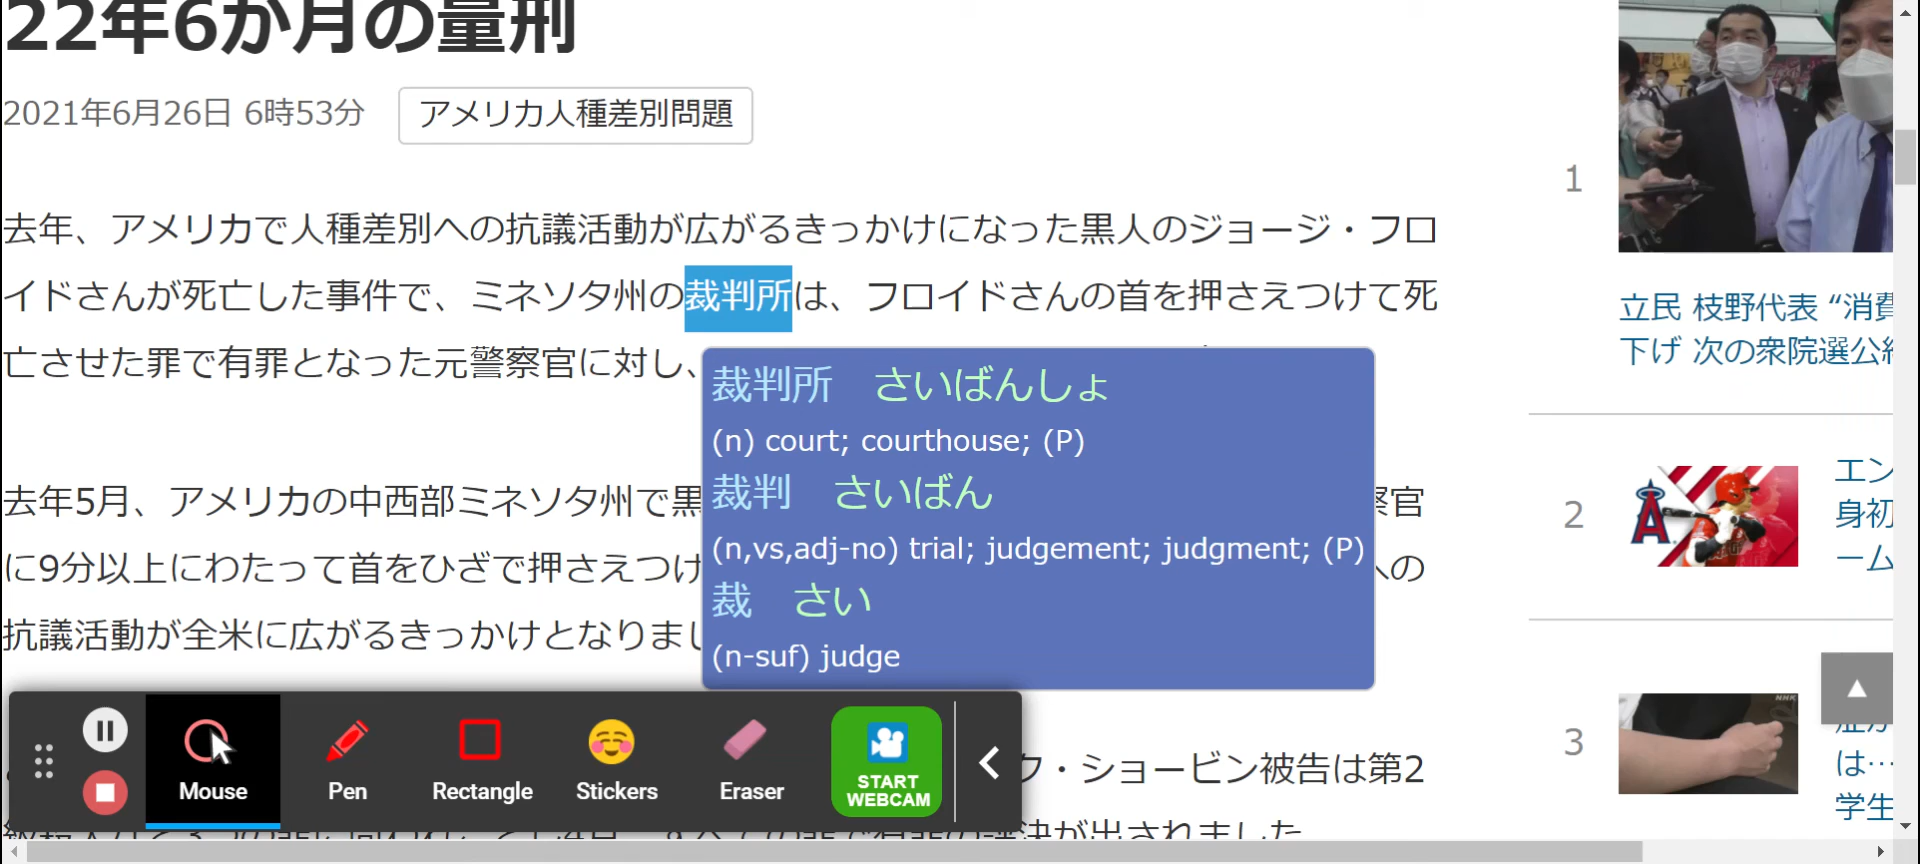 22年6か月の量刑
2021年6月26日 6時53分
アメリカ人種差別問題
去年、アメリカで人種差別への抗議活動が広がるきっかけになった黒人のジョージ・フロ
イドさんが死亡した事件で、ミネソタ州の裁判所は、フロイドさんの首を押さえつけて死
亡させた罪で有罪となった元警察官に対し、
去年5月、アメリカの中西部ミネソタ州で黒
察官
に9分以上にわたって首をひざで押さえつけ
への
抗議活動が全米に広がるきっかけとなりまし
裁判所 さいばんしょ
(n) court; courthouse; (P)
裁判 さいばん
(n,vs,adj-no) trial; judgement; judgment; (P)
裁 さい
(n-suf) judge
ク・ショービン被告は第2
決が出されました
Mouse
Pen
Rectangle
Stickers
Eraser
START
WEBCAM
1
立民 枝野代表 “消費
下げ 次の衆院選公約
2
A
エン
身初
ーム
3
NHK
は…
学生